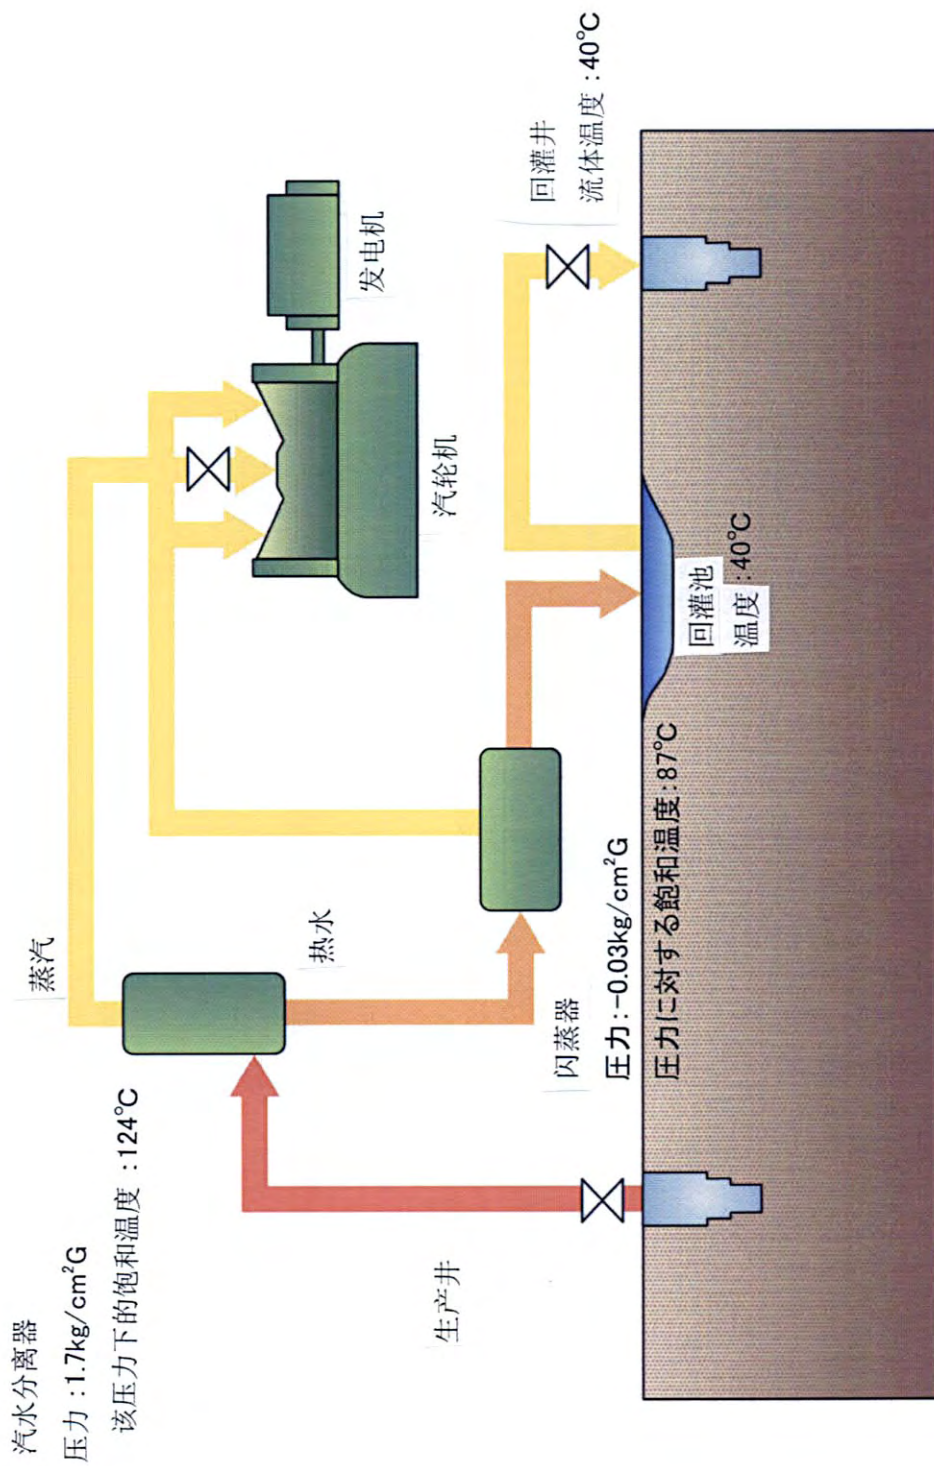 汽水分离器
压力:1.7kg/cm²G
该压力下的饱和温度:124℃
蒸汽
热水
生产井
闪蒸器
圧力:-0.03kg/cm²G
圧力に対する飽和温度:87℃
汽轮机
发电机
回灌池
温度:40℃
回灌井
流体温度:40℃